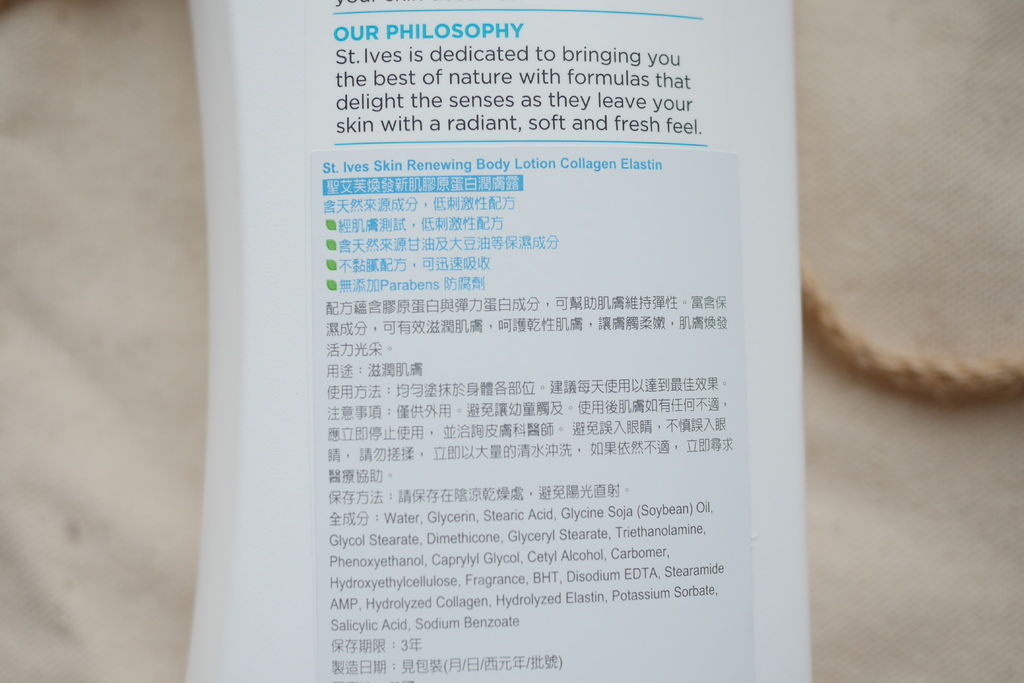 OUR PHILOSOPHY
St. Ives is dedicated to bringing you
the best of nature with formulas that
delight the senses as they leave your
skin with a radiant, soft and fresh feel.
St. Ives Skin Renewing Body Lotion Collagen Elastin
聖艾芙煥發新肌膠原蛋白潤膚露
含天然來源成分，低刺激性配方
經肌膚測試，低刺激性配方
含天然來源甘油及大豆油等保濕成分
不黏膩配方，可迅速吸收
無添加Parabens 防腐劑
配方蘊含膠原蛋白與彈力蛋白成分，可幫助肌膚維持彈性。富含保
濕成分，可有效滋潤肌膚，呵護乾性肌膚，讓膚觸柔嫩，肌膚煥發
活力光采。
用途：滋潤肌膚
使用方法：均勻塗抹於身體各部位。建議每天使用以達到最佳效果。
注意事項：僅供外用。避免讓幼童觸及。使用後肌膚如有任何不適，
應立即停止使用， 並洽詢皮膚科醫師。 避免誤入眼睛，不慎誤入眼
睛， 請勿搓揉， 立即以大量的清水沖洗， 如果依然不適， 立即尋求
醫療協助。
保存方法：請保存在陰涼乾燥處，避免陽光直射。
全成分：Water, Glycerin, Stearic Acid, Glycine Soja (Soybean) Oil,
Glycol Stearate, Dimethicone, Glyceryl Stearate, Triethanolamine,
Phenoxyethanol, Caprylyl Glycol, Cetyl Alcohol, Carbomer,
Hydroxyethylcellulose, Fragrance, BHT, Disodium EDTA, Stearamide
AMP, Hydrolyzed Collagen, Hydrolyzed Elastin, Potassium Sorbate,
Salicylic Acid, Sodium Benzoate
保存期限：3年
製造日期：見包裝(月/日/西元年/批號)